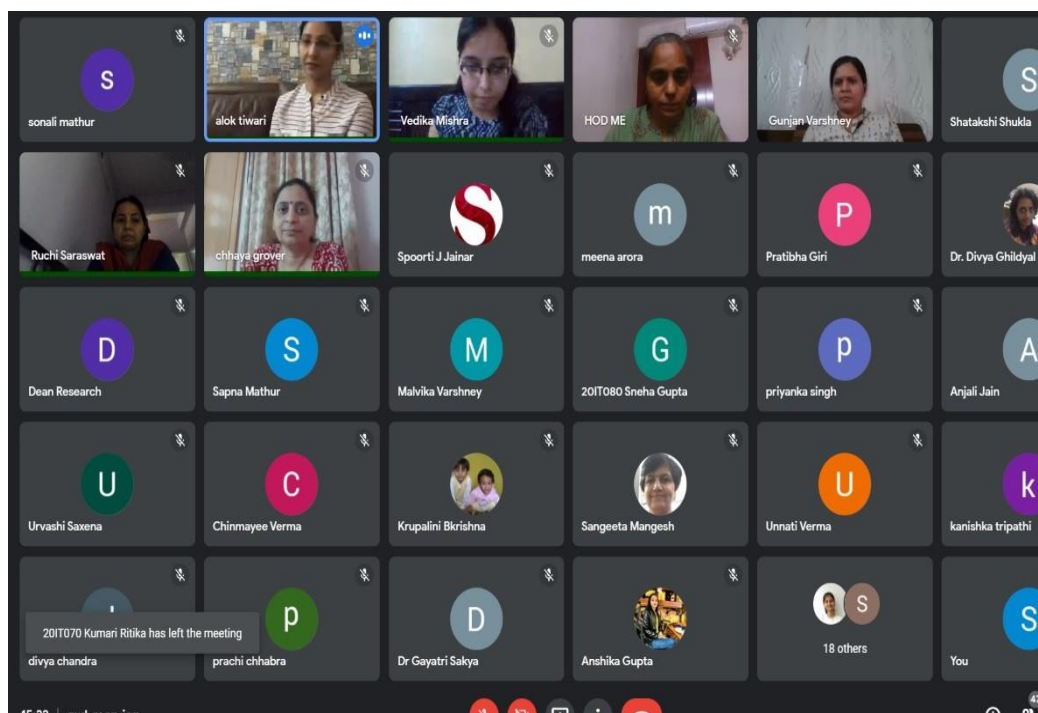 S
sonali mathur
alok tiwari
Vedika Mishra
HOD ME
Gunjan Varshney
S
Shatakshi Shukla
Ruchi Saraswat
chhaya grover
S
Spoorti J Jainar
m
meena arora
P
Pratibha Giri
Dr. Divya Ghildyal
D
Dean Research
S
Sapna Mathur
M
Malvika Varshney
G
20IT080 Sneha Gupta
p
priyanka singh
A
Anjali Jain
U
Urvashi Saxena
C
Chinmayee Verma
Krupalini Bkrishna
Sangeeta Mangesh
U
Unnati Verma
k
kanishka tripathi
20IT070 Kumari Ritika has left the meeting
divya chandra
p
prachi chhabra
D
Dr Gayatri Sakya
Anshika Gupta
S
18 others
S
You